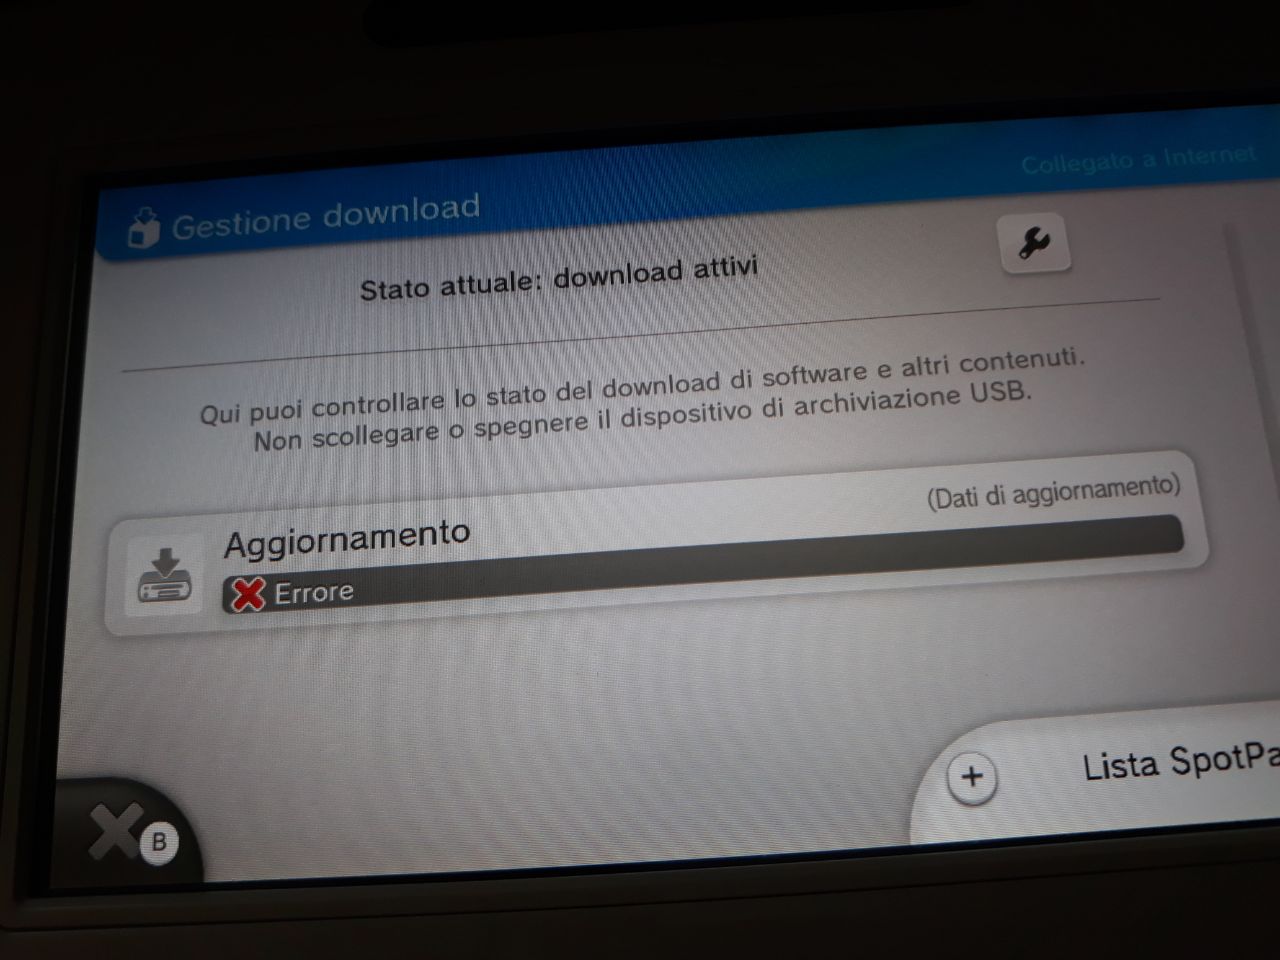 Gestione download
Collegato a Internet
Stato attuale: download attivi
Qui puoi controllare lo stato del download di software e altri contenuti.
Non scollegare o spegnere il dispositivo di archiviazione USB.
Aggiornamento
(Dati di aggiornamento)
Errore
B
+ Lista SpotPa